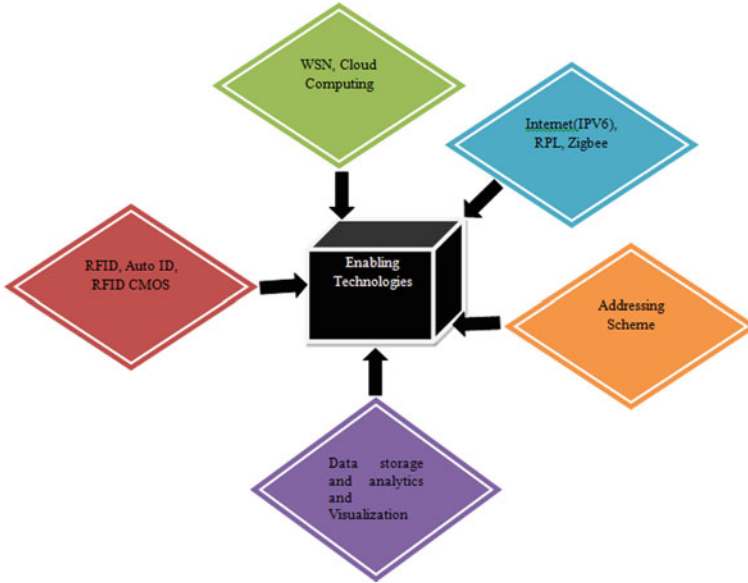 WSN, Cloud
Computing
Internet(IPV6),
RPL, Zigbee
RFID, Auto ID,
RFID CMOS
Enabling
Technologies
Addressing
Scheme
Data storage
and analytics
and
Visualization